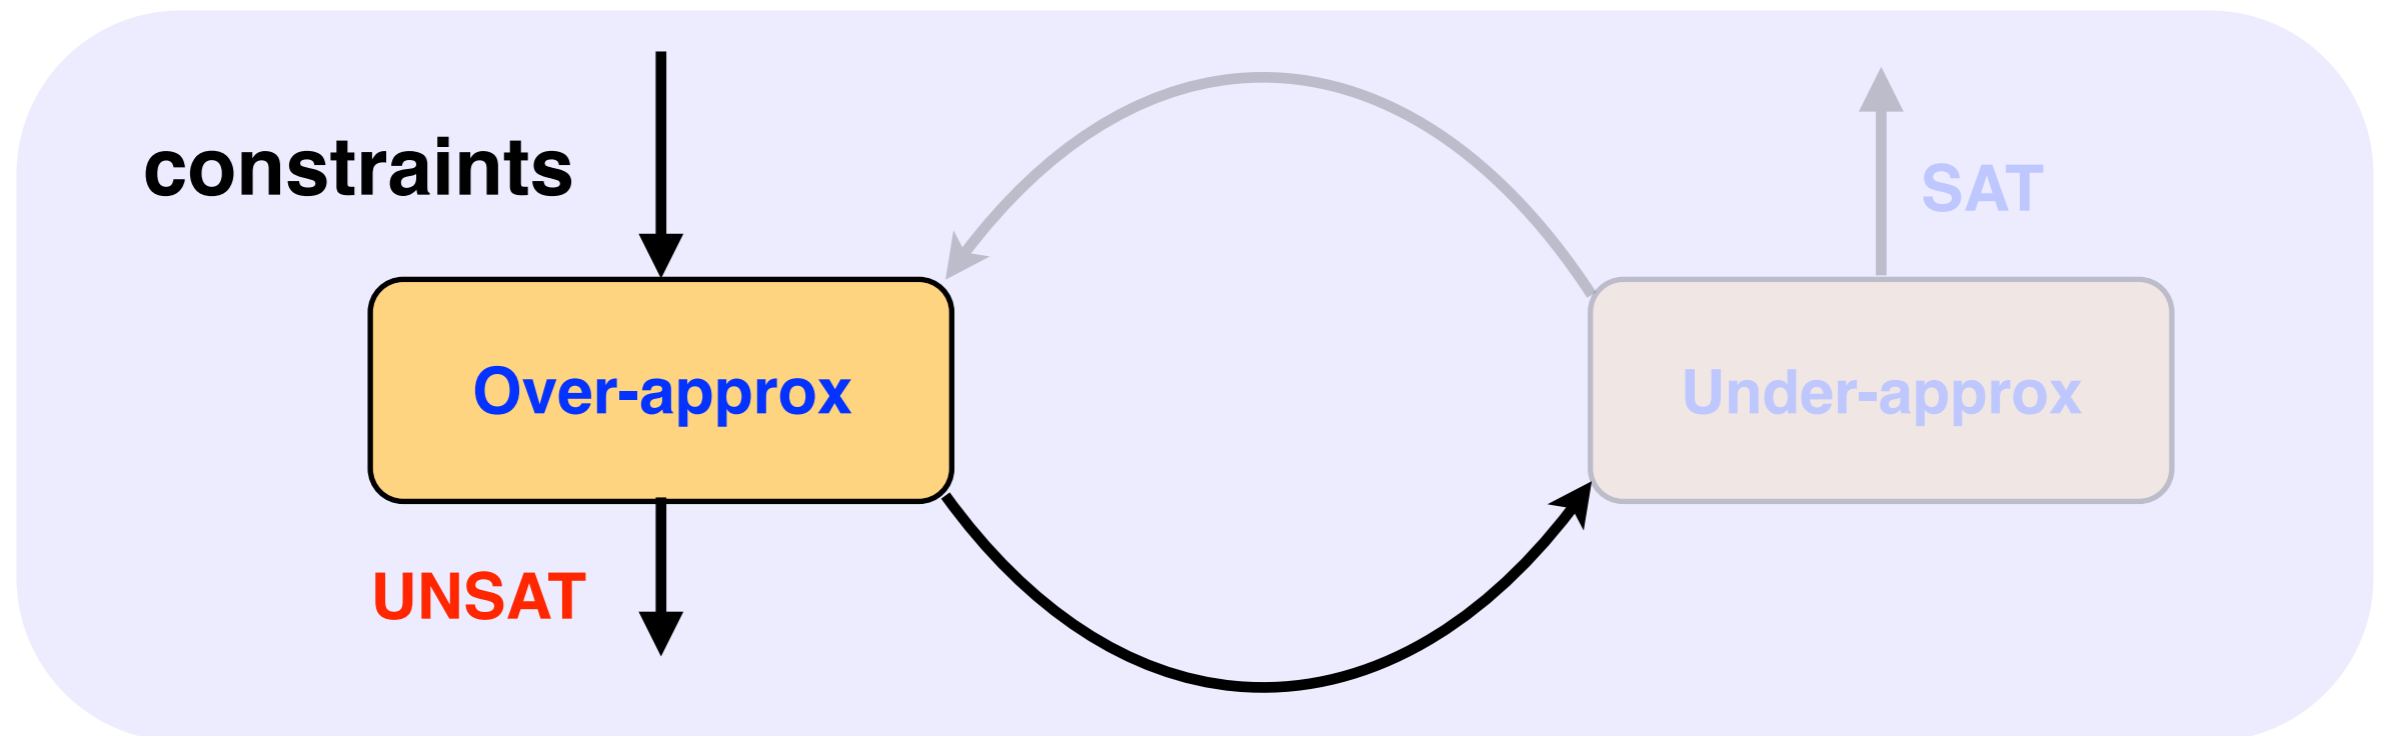 constraints
SAT
Over-approx
Under-approx
UNSAT